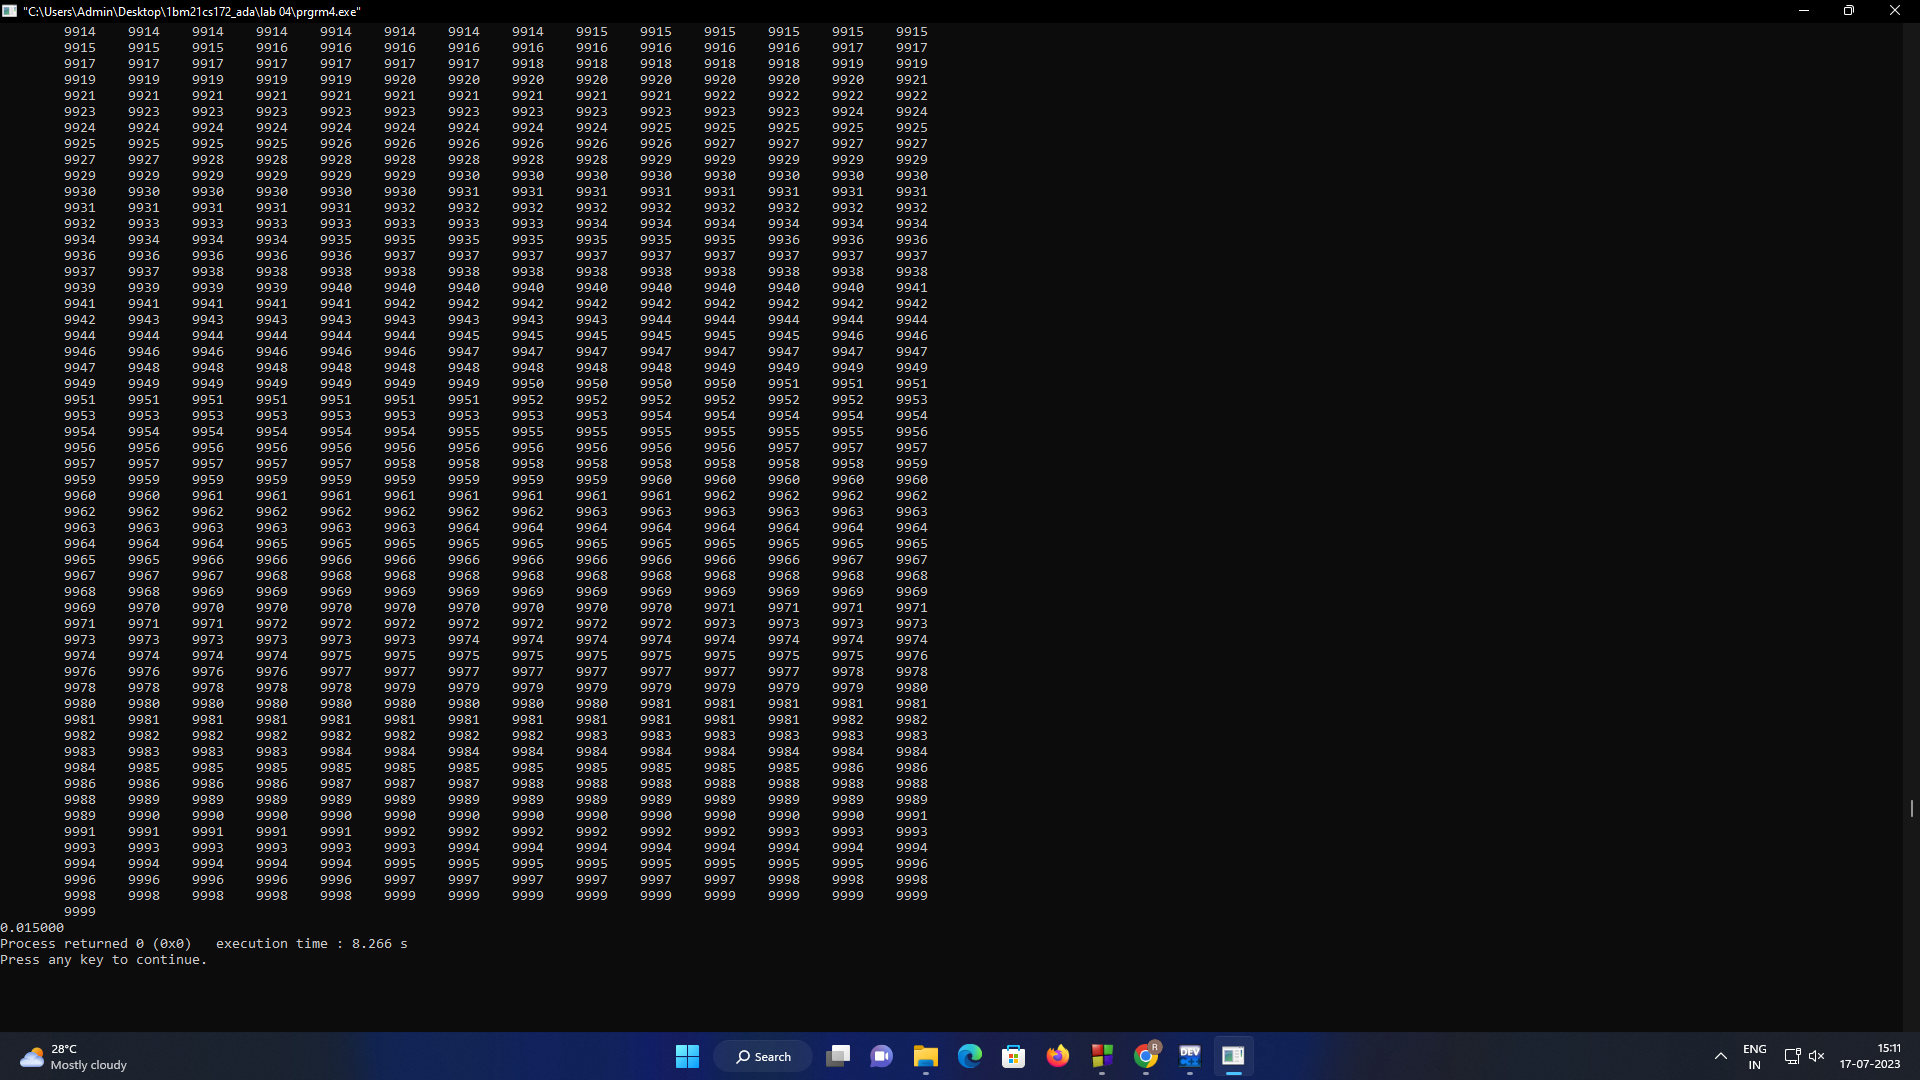 "C:\Users\Admin\Desktop\1bm21cs172_ada\lab 04\prgrm4.exe"
9914 9914 9914 9914 9914 9914 9914 9914 9915 9915 9915 9915 9915 9915
9915 9915 9915 9916 9916 9916 9916 9916 9916 9916 9916 9916 9917 9917
9917 9917 9917 9917 9917 9917 9917 9918 9918 9918 9918 9918 9919 9919
9919 9919 9919 9919 9919 9920 9920 9920 9920 9920 9920 9920 9920 9921
9921 9921 9921 9921 9921 9921 9921 9921 9921 9921 9922 9922 9922 9922
9923 9923 9923 9923 9923 9923 9923 9923 9923 9923 9923 9923 9924 9924
9924 9924 9924 9924 9924 9924 9924 9924 9924 9925 9925 9925 9925 9925
9925 9925 9925 9925 9926 9926 9926 9926 9926 9926 9927 9927 9927 9927
9927 9927 9928 9928 9928 9928 9928 9928 9928 9929 9929 9929 9929 9929
9929 9929 9929 9929 9929 9929 9930 9930 9930 9930 9930 9930 9930 9930
9930 9930 9930 9930 9930 9930 9931 9931 9931 9931 9931 9931 9931 9931
9931 9931 9931 9931 9931 9932 9932 9932 9932 9932 9932 9932 9932 9932
9932 9933 9933 9933 9933 9933 9933 9933 9934 9934 9934 9934 9934 9934
9934 9934 9934 9934 9935 9935 9935 9935 9935 9935 9935 9936 9936 9936
9936 9936 9936 9936 9936 9937 9937 9937 9937 9937 9937 9937 9937 9937
9937 9937 9938 9938 9938 9938 9938 9938 9938 9938 9938 9938 9938 9938
9939 9939 9939 9939 9940 9940 9940 9940 9940 9940 9940 9940 9940 9941
9941 9941 9941 9941 9941 9942 9942 9942 9942 9942 9942 9942 9942 9942
9942 9943 9943 9943 9943 9943 9943 9943 9943 9944 9944 9944 9944 9944
9944 9944 9944 9944 9944 9944 9945 9945 9945 9945 9945 9945 9946 9946
9946 9946 9946 9946 9946 9946 9947 9947 9947 9947 9947 9947 9947 9947
9947 9948 9948 9948 9948 9948 9948 9948 9948 9948 9949 9949 9949 9949
9949 9949 9949 9949 9949 9949 9949 9950 9950 9950 9950 9951 9951 9951
9951 9951 9951 9951 9951 9951 9951 9952 9952 9952 9952 9952 9952 9953
9953 9953 9953 9953 9953 9953 9953 9953 9953 9954 9954 9954 9954 9954
9954 9954 9954 9954 9954 9954 9955 9955 9955 9955 9955 9955 9955 9956
9956 9956 9956 9956 9956 9956 9956 9956 9956 9956 9956 9957 9957 9957
9957 9957 9957 9957 9957 9958 9958 9958 9958 9958 9958 9958 9958 9959
9959 9959 9959 9959 9959 9959 9959 9959 9959 9960 9960 9960 9960 9960
9960 9960 9961 9961 9961 9961 9961 9961 9961 9961 9962 9962 9962 9962
9962 9962 9962 9962 9962 9962 9962 9962 9963 9963 9963 9963 9963 9963
9963 9963 9963 9963 9963 9963 9964 9964 9964 9964 9964 9964 9964 9964
9964 9964 9964 9965 9965 9965 9965 9965 9965 9965 9965 9965 9965 9965
9965 9965 9966 9966 9966 9966 9966 9966 9966 9966 9966 9966 9967 9967
9967 9967 9967 9968 9968 9968 9968 9968 9968 9968 9968 9968 9968 9968
9968 9968 9969 9969 9969 9969 9969 9969 9969 9969 9969 9969 9969 9969
9969 9970 9970 9970 9970 9970 9970 9970 9970 9970 9971 9971 9971 9971
9971 9971 9971 9972 9972 9972 9972 9972 9972 9972 9973 9973 9973 9973
9973 9973 9973 9973 9973 9973 9974 9974 9974 9974 9974 9974 9974 9974
9974 9974 9974 9974 9975 9975 9975 9975 9975 9975 9975 9975 9975 9976
9976 9976 9976 9976 9977 9977 9977 9977 9977 9977 9977 9977 9978 9978
9978 9978 9978 9978 9978 9979 9979 9979 9979 9979 9979 9979 9979 9980
9980 9980 9980 9980 9980 9980 9980 9980 9980 9981 9981 9981 9981 9981
9981 9981 9981 9981 9981 9981 9981 9981 9981 9981 9981 9981 9982 9982
9982 9982 9982 9982 9982 9982 9982 9982 9983 9983 9983 9983 9983 9983
9983 9983 9983 9983 9984 9984 9984 9984 9984 9984 9984 9984 9984 9984
9984 9985 9985 9985 9985 9985 9985 9985 9985 9985 9985 9985 9986 9986
9986 9986 9986 9986 9987 9987 9987 9988 9988 9988 9988 9988 9988 9988
9988 9989 9989 9989 9989 9989 9989 9989 9989 9989 9989 9989 9989 9989
9989 9990 9990 9990 9990 9990 9990 9990 9990 9990 9990 9990 9990 9991
9991 9991 9991 9991 9991 9992 9992 9992 9992 9992 9992 9993 9993 9993
9993 9993 9993 9993 9993 9993 9994 9994 9994 9994 9994 9994 9994 9994
9994 9994 9994 9994 9994 9995 9995 9995 9995 9995 9995 9995 9995 9996
9996 9996 9996 9996 9996 9997 9997 9997 9997 9997 9997 9998 9998 9998
9998 9998 9998 9998 9998 9999 9999 9999 9999 9999 9999 9999 9999 9999
9999
0.015000
Process returned 0 (0x0) execution time : 8.266 s
Press any key to continue.
28°C
Mostly cloudy
Search
R
DEV
ENG
IN
15:11
17-07-2023